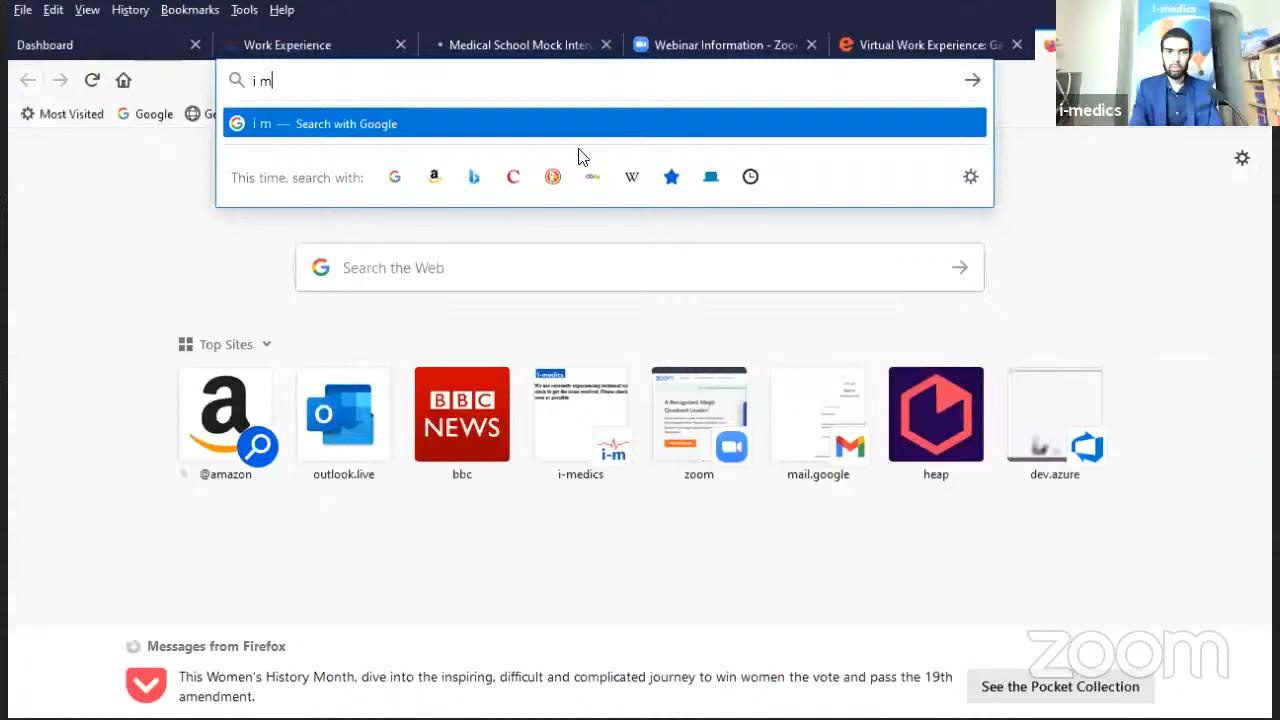 File Edit View History Bookmarks Tools Help
Dashboard Work Experience Medical School Mock Inter Webinar Information - Zoo Virtual Work Experience: Ga
i m
Most Visited Google
i m — Search with Google
This time, search with:
Search the Web
Top Sites
BBC NEWS
i-medics
i-m
zoom
@amazon outlook.live bbc i-medics zoom mail.google heap dev.azure
Messages from Firefox
This Women's History Month, dive into the inspiring, difficult and complicated journey to win women the vote and pass the 19th
amendment.
See the Pocket Collection
i-medics
i-medics
zoom